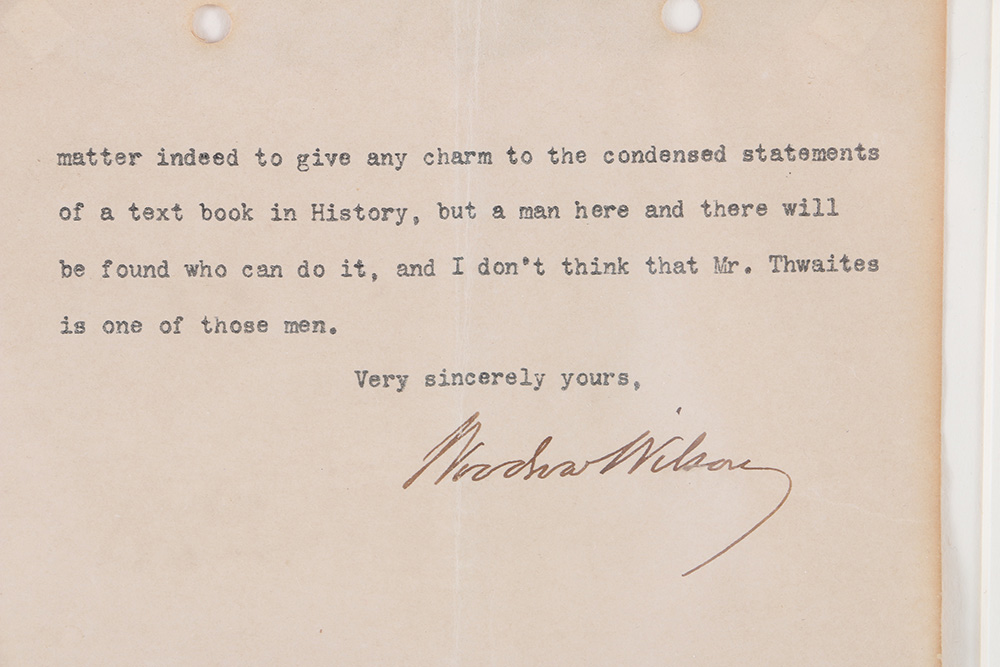 matter indeed to give any charm to the condensed statements
of a text book in History, but a man here and there will
be found who can do it, and I don't think that Mr. Thwaites
is one of those men.
Very sincerely yours,
Woodrow Wilson